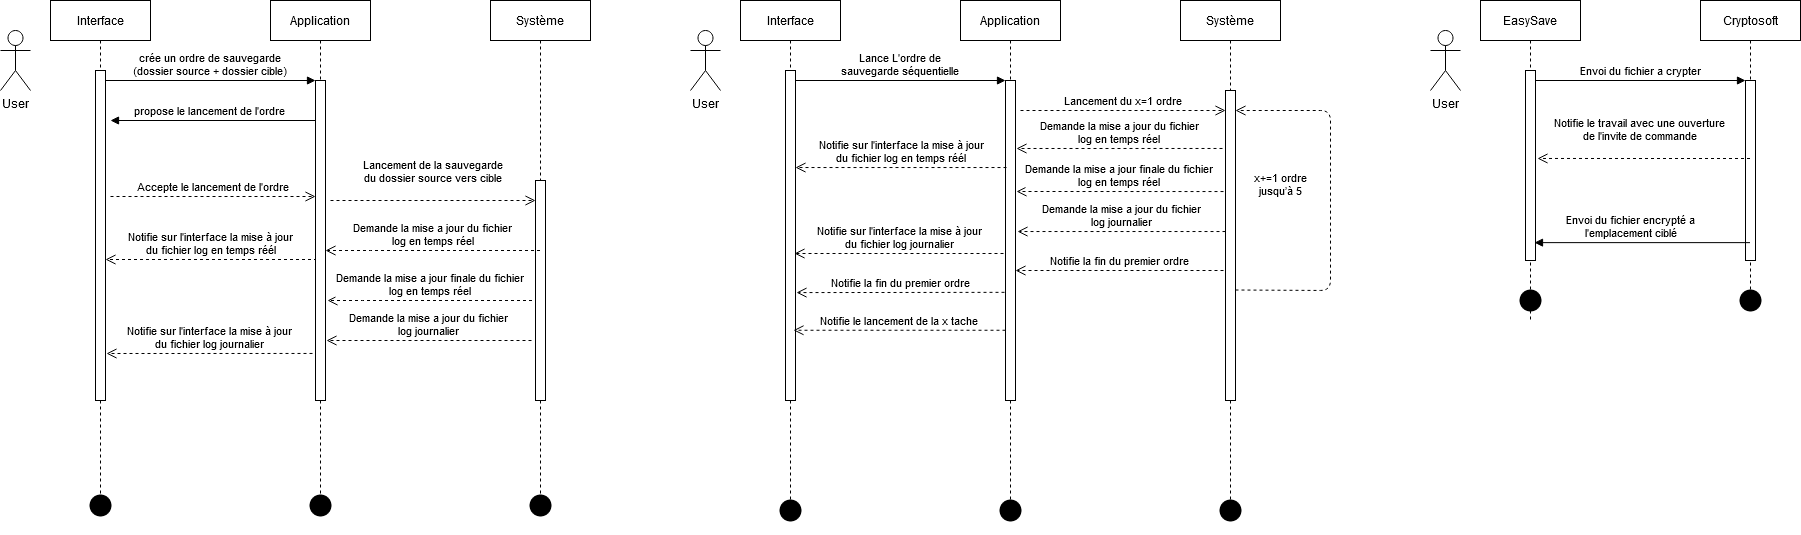 Interface
Application
Système
User
crée un ordre de sauvegarde
(dossier source + dossier cible)
propose le lancement de l'ordre
Lancement de la sauvegarde
du dossier source vers cible
Accepte le lancement de l'ordre
Demande la mise a jour du fichier
log en temps réel
Notifie sur l'interface la mise à jour
du fichier log en temps réél
Demande la mise a jour finale du fichier
log en temps réel
Demande la mise a jour du fichier
log journalier
Notifie sur l'interface la mise à jour
du fichier log journalier
Interface
Application
Système
User
Lance L'ordre de
sauvegarde séquentielle
Lancement du x=1 ordre
Demande la mise a jour du fichier
log en temps réel
Notifie sur l'interface la mise à jour
du fichier log en temps réél
Demande la mise a jour finale du fichier
log en temps réel
x+=1 ordre
jusqu'à 5
Demande la mise a jour du fichier
log journalier
Notifie sur l'interface la mise à jour
du fichier log journalier
Notifie la fin du premier ordre
Notifie la fin du premier ordre
Notifie le lancement de la x tache
EasySave
Cryptosoft
User
Envoi du fichier a crypter
Notifie le travail avec une ouverture
de l'invite de commande
Envoi du fichier encrypté a
l'emplacement ciblé